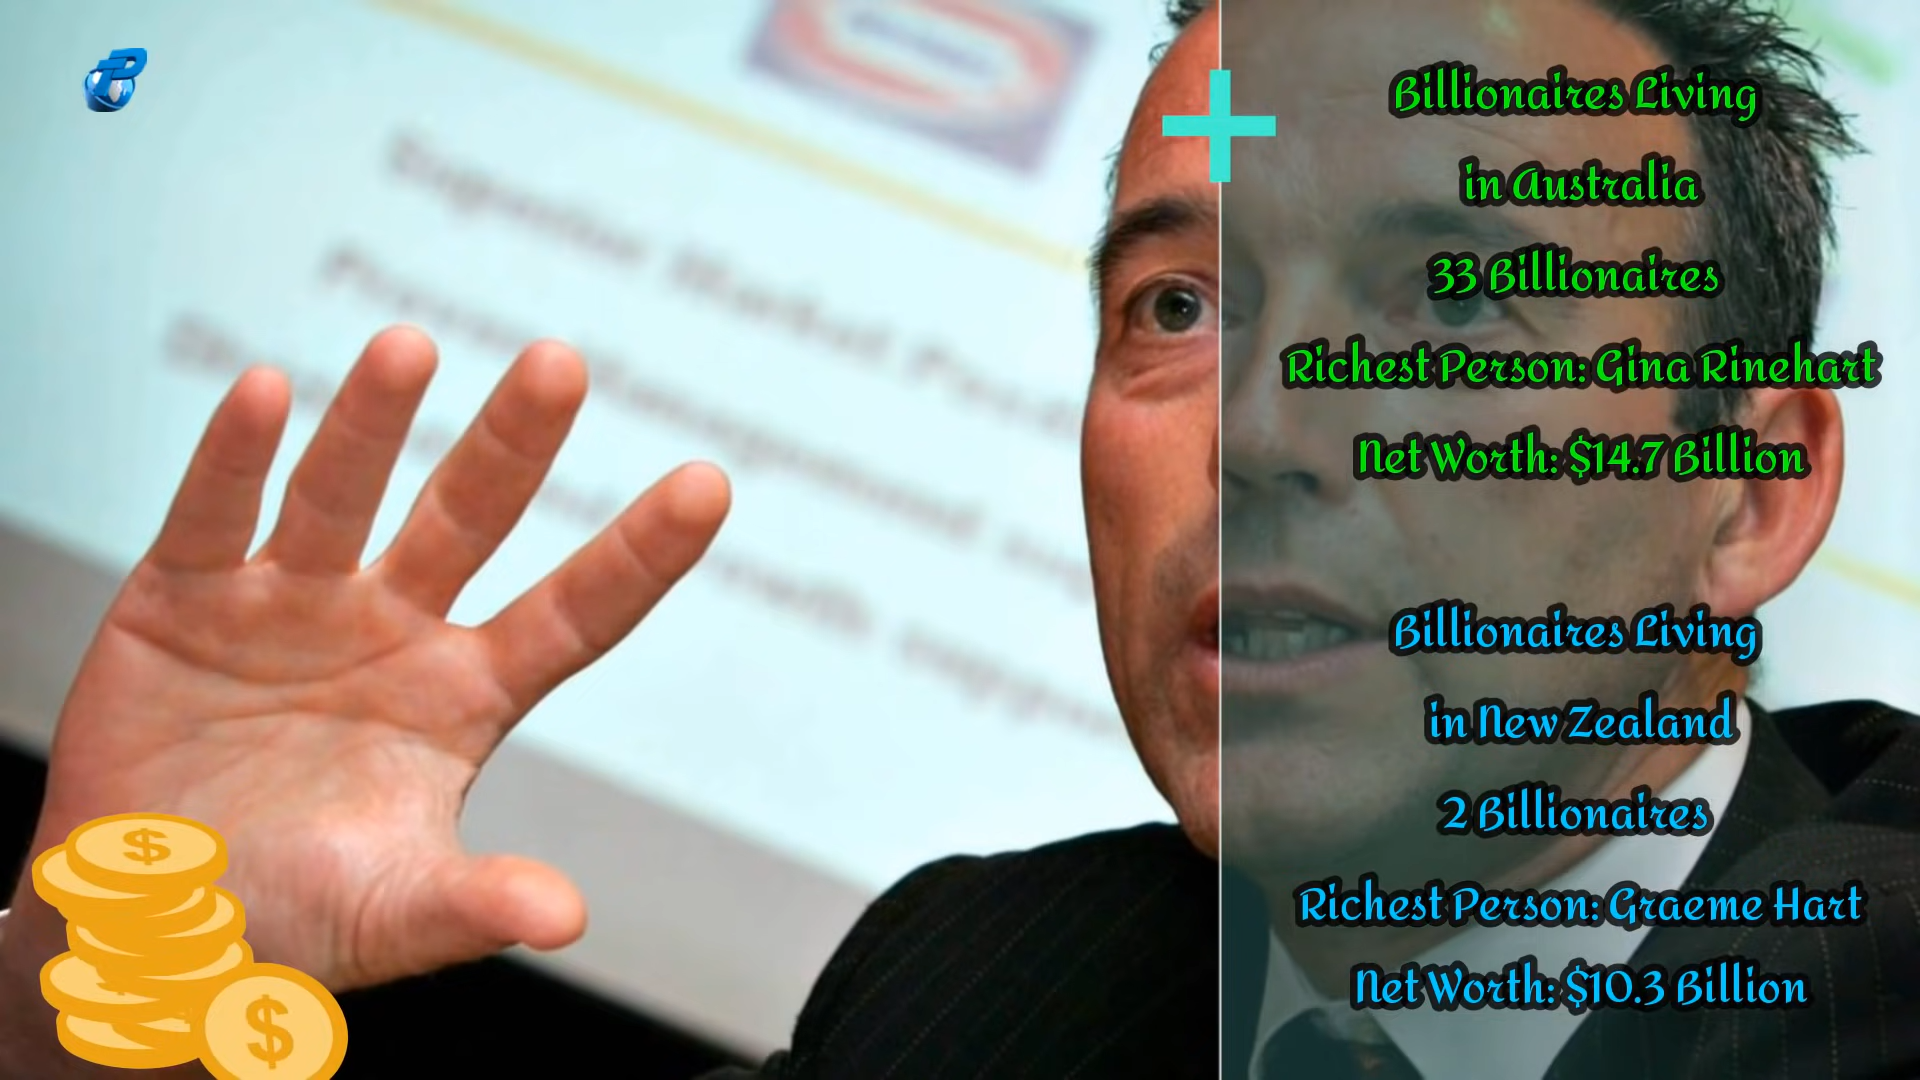 Billionaires Living
in Australia
33 Billionaires
Richest Person: Gina Rinehart
Net Worth: $14.7 Billion
Billionaires Living
in New Zealand
2 Billionaires
Richest Person: Graeme Hart
Net Worth: $10.3 Billion